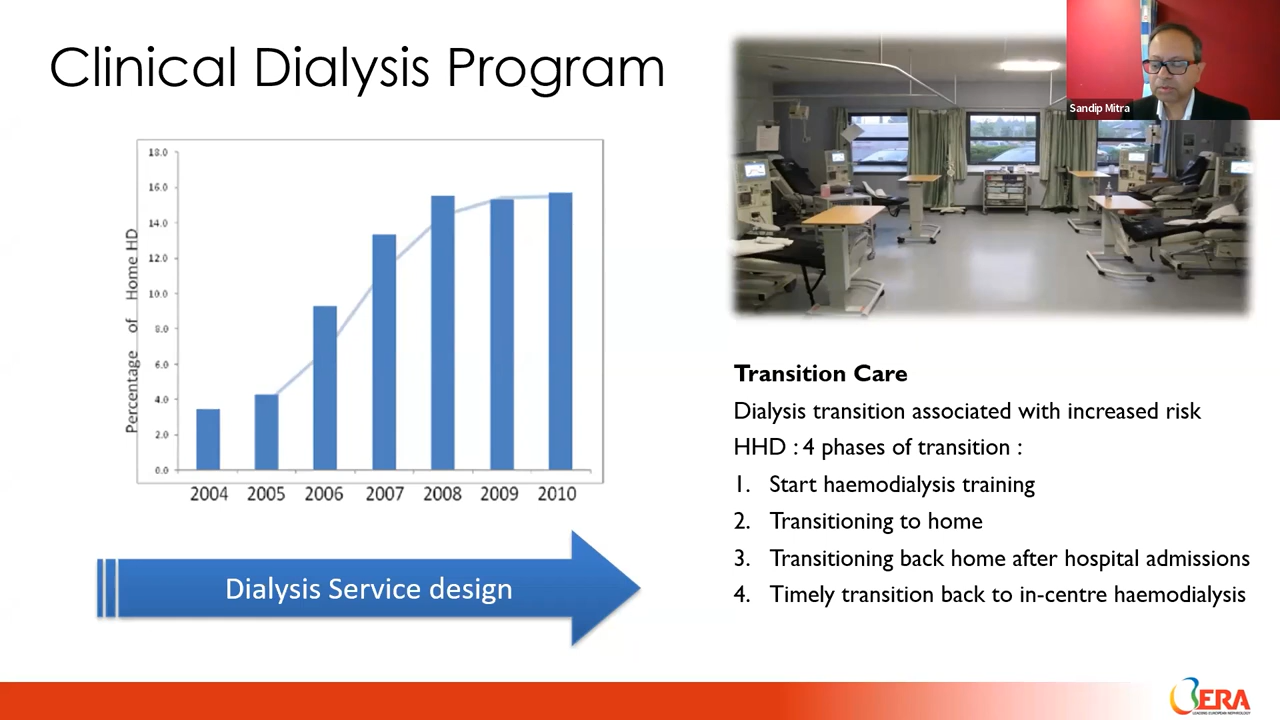 Clinical Dialysis Program
Sandip Mitra
Percentage of Home HD
18.0
16.0
14.0
12.0
10.0
8.0
6.0
4.0
2.0
0.0
2004 2005 2006 2007 2008 2009 2010
Dialysis Service design
Transition Care
Dialysis transition associated with increased risk
HHD : 4 phases of transition :
1. Start haemodialysis training
2. Transitioning to home
3. Transitioning back home after hospital admissions
4. Timely transition back to in-centre haemodialysis
ERA
LEADING EUROPEAN NEPHROLOGY